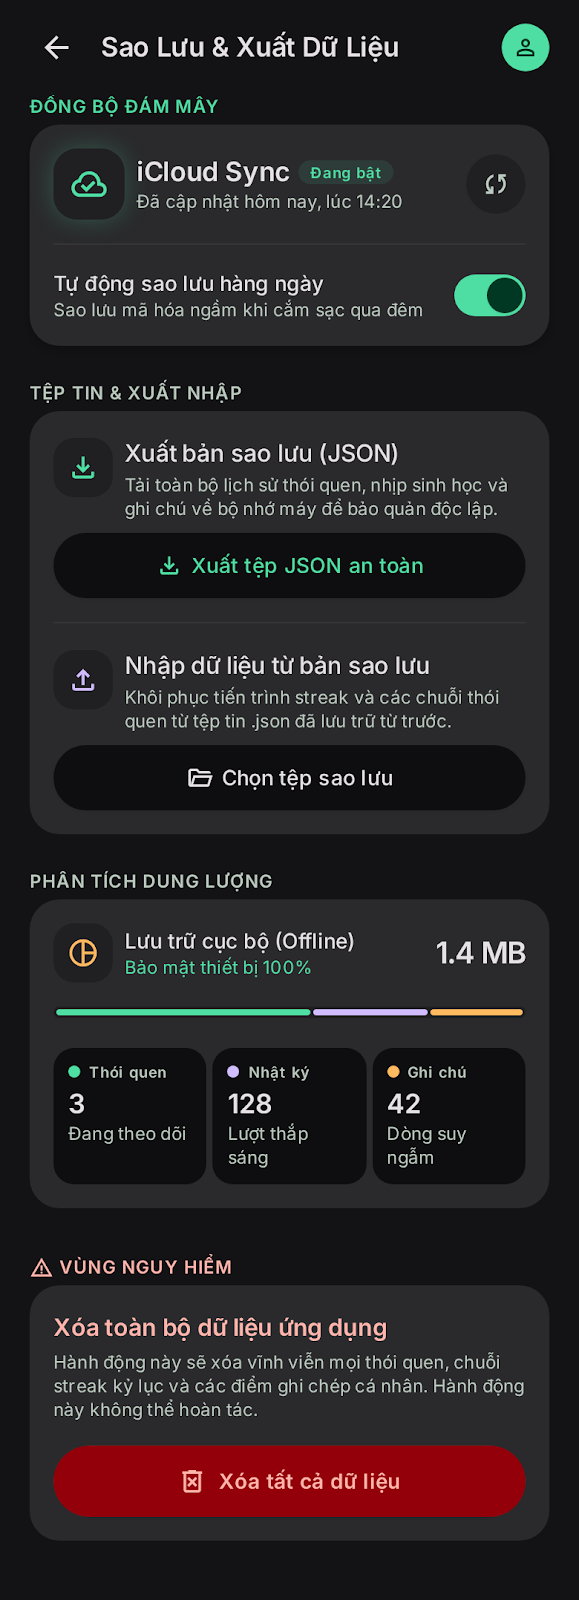 Sao Lưu & Xuất Dữ Liệu
ĐỒNG BỘ ĐÁM MÂY
iCloud Sync Đang bật
Đã cập nhật hôm nay, lúc 14:20
Tự động sao lưu hàng ngày
Sao lưu mã hóa ngầm khi cắm sạc qua đêm
TỆP TIN & XUẤT NHẬP
Xuất bản sao lưu (JSON)
Tải toàn bộ lịch sử thói quen, nhịp sinh học và
ghi chú về bộ nhớ máy để bảo quản độc lập.
Xuất tệp JSON an toàn
Nhập dữ liệu từ bản sao lưu
Khôi phục tiến trình streak và các chuỗi thói
quen từ tệp tin .json đã lưu trữ từ trước.
Chọn tệp sao lưu
PHÂN TÍCH DUNG LƯỢNG
Lưu trữ cục bộ (Offline)
Bảo mật thiết bị 100%
1.4 MB
Thói quen
3
Đang theo dõi
Nhật ký
128
Lượt thắp
sáng
Ghi chú
42
Dòng suy
ngẫm
VÙNG NGUY HIỂM
Xóa toàn bộ dữ liệu ứng dụng
Hành động này sẽ xóa vĩnh viễn mọi thói quen, chuỗi
streak kỷ lục và các điểm ghi chép cá nhân. Hành động
này không thể hoàn tác.
Xóa tất cả dữ liệu